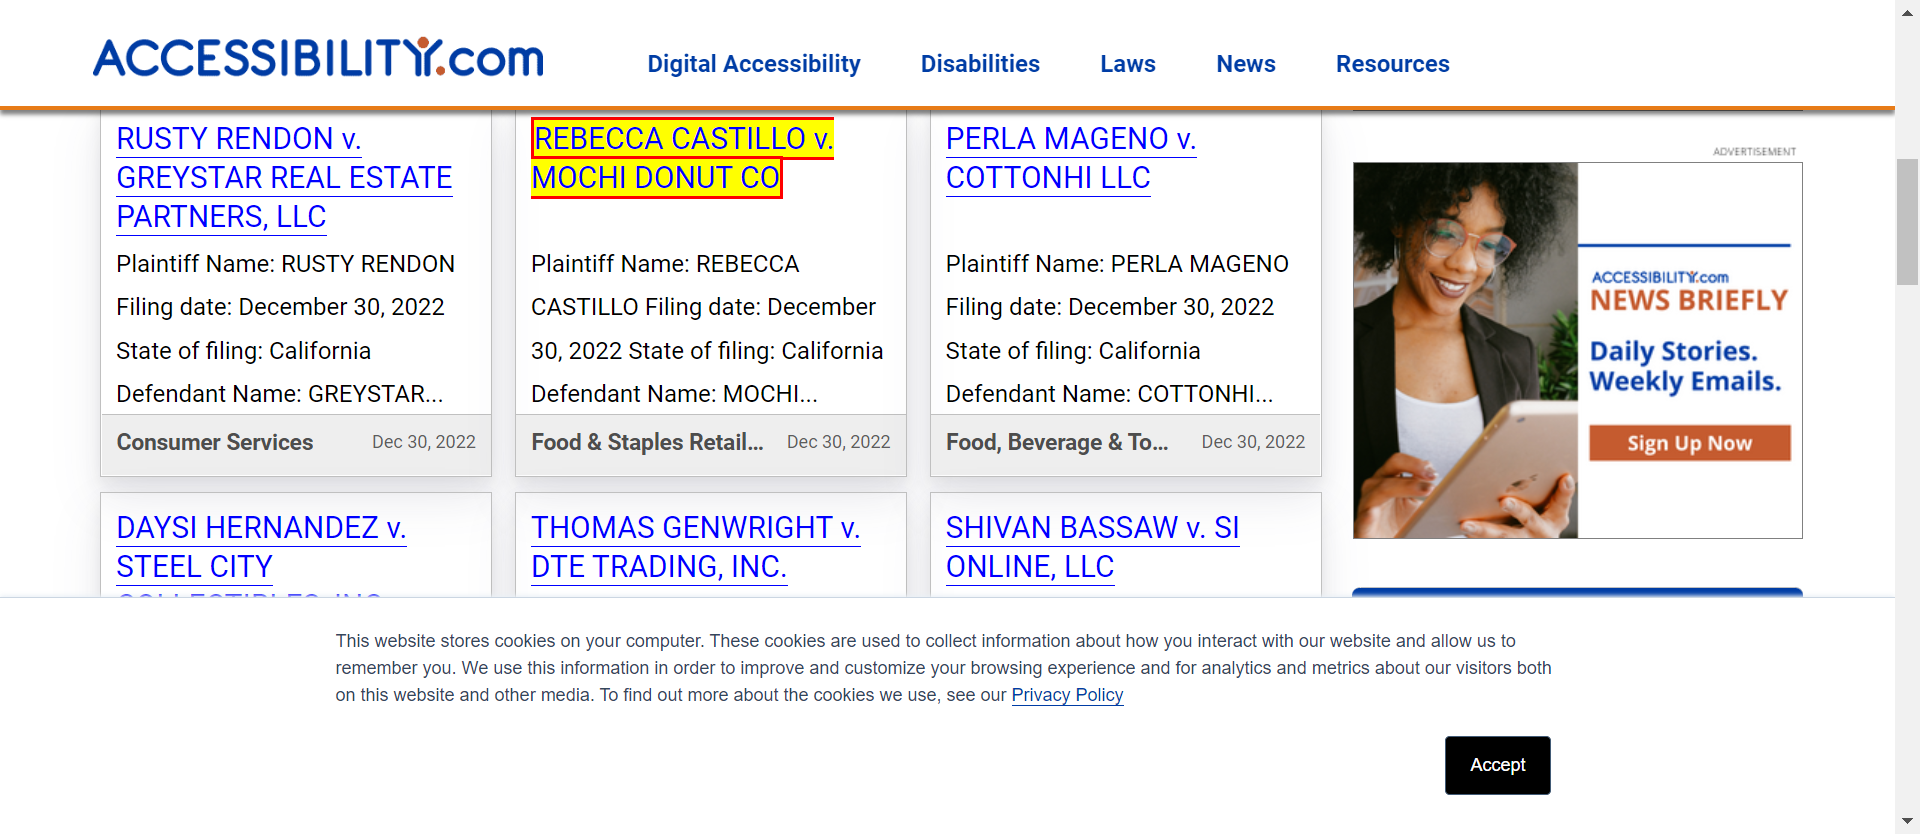 ACCESSIBILITY.com
Digital Accessibility
Disabilities
Laws
News
Resources
RUSTY RENDON v.
GREYSTAR REAL ESTATE
PARTNERS, LLC
Plaintiff Name: RUSTY RENDON
Filing date: December 30, 2022
State of filing: California
Defendant Name: GREYSTAR...
Consumer Services
Dec 30, 2022
REBECCA CASTILLO v.
MOCHI DONUT CO
Plaintiff Name: REBECCA
CASTILLO Filing date: December
30, 2022 State of filing: California
Defendant Name: MOCHI...
Food & Staples Retail...
Dec 30, 2022
PERLA MAGENO v.
COTTONHI LLC
Plaintiff Name: PERLA MAGENO
Filing date: December 30, 2022
State of filing: California
Defendant Name: COTTONHI...
Food, Beverage & To...
Dec 30, 2022
ADVERTISEMENT
ACCESSIBILITY.com
NEWS BRIEFLY
Daily Stories.
Weekly Emails.
Sign Up Now
DAYSI HERNANDEZ v.
STEEL CITY
THOMAS GENWRIGHT v.
DTE TRADING, INC.
SHIVAN BASSAW v. SI
ONLINE, LLC
This website stores cookies on your computer. These cookies are used to collect information about how you interact with our website and allow us to
remember you. We use this information in order to improve and customize your browsing experience and for analytics and metrics about our visitors both
on this website and other media. To find out more about the cookies we use, see our Privacy Policy
Accept